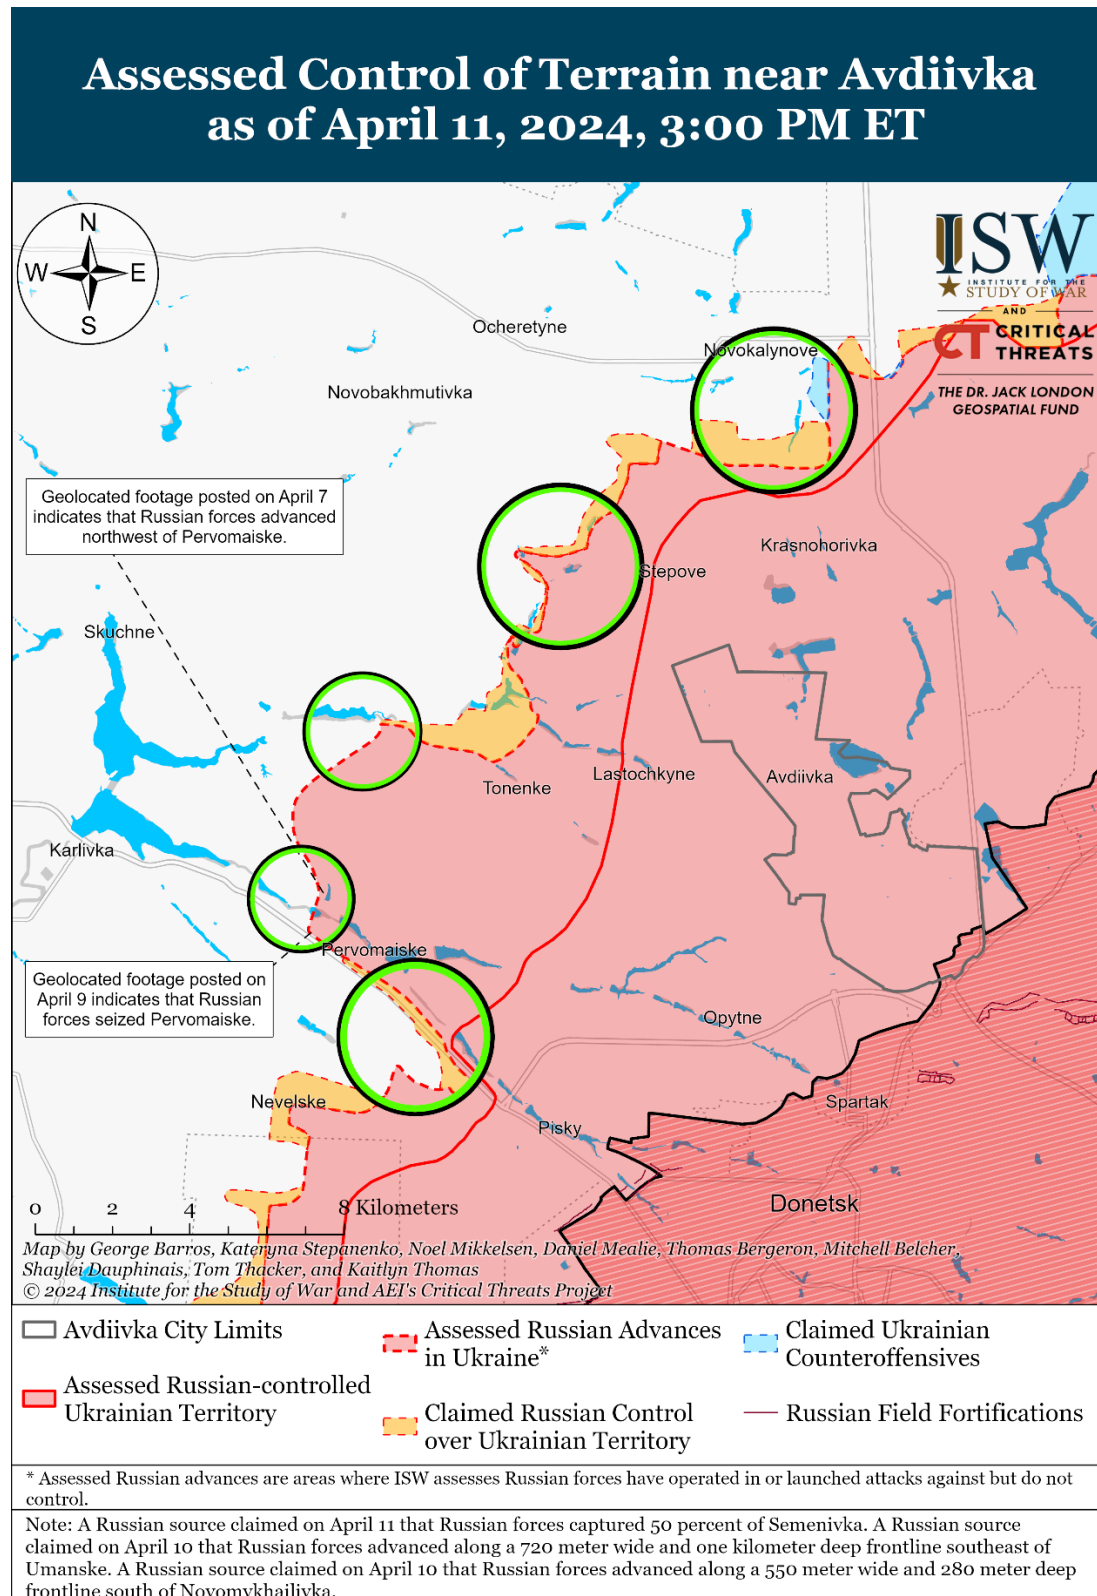 Assessed Control of Terrain near Avdiivka
as of April 11, 2024, 3:00 PM ET
N
W E
S
ISW
INSTITUTE FOR THE
STUDY OF WAR
AND
CT CRITICAL
THREATS
THE DR. JACK LONDON
GEOSPATIAL FUND
Ocheretyne
Novokalynove
Novobakhmutivka
Geolocated footage posted on April 7
indicates that Russian forces advanced
northwest of Pervomaiske.
Krasnohorivka
Stepove
Skuchne
Lastochkyne
Avdiivka
Tonenke
Karlivka
Pervomaiske
Geolocated footage posted on
April 9 indicates that Russian
forces seized Pervomaiske.
Opytne
Nevelske
Spartak
Pisky
Donetsk
0 2 4 8 Kilometers
Map by George Barros, Kateryna Stepanenko, Noel Mikkelsen, Daniel Mealie, Thomas Bergeron, Mitchell Belcher,
Shaylei Dauphinais, Tom Thacker, and Kaitlyn Thomas
© 2024 Institute for the Study of War and AEI's Critical Threats Project
Avdiivka City Limits
Assessed Russian-controlled
Ukrainian Territory
Assessed Russian Advances
in Ukraine*
Claimed Russian Control
over Ukrainian Territory
Claimed Ukrainian
Counteroffensives
Russian Field Fortifications
* Assessed Russian advances are areas where ISW assesses Russian forces have operated in or launched attacks against but do not
control.
Note: A Russian source claimed on April 11 that Russian forces captured 50 percent of Semenivka. A Russian source
claimed on April 10 that Russian forces advanced along a 720 meter wide and one kilometer deep frontline southeast of
Umanske. A Russian source claimed on April 10 that Russian forces advanced along a 550 meter wide and 280 meter deep
frontline south of Novomykhailivka.